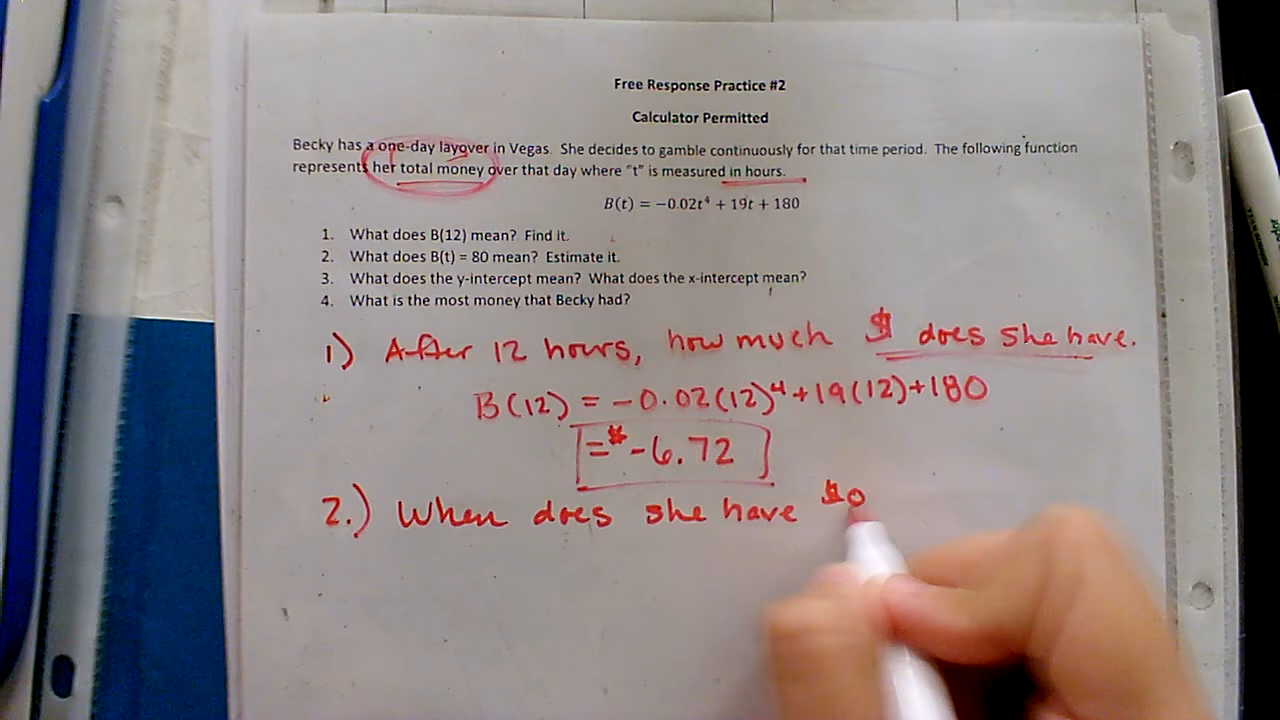 Free Response Practice #2
Calculator Permitted
Becky has a one-day layover in Vegas. She decides to gamble continuously for that time period. The following function
represents her total money over that day where "t" is measured in hours.
B(t) = −0.02t⁴ + 19t + 180
1. What does B(12) mean? Find it.
2. What does B(t) = 80 mean? Estimate it.
3. What does the y-intercept mean? What does the x-intercept mean?
4. What is the most money that Becky had?
1) After 12 hours, how much $ does she have.
B(12) = -0.02(12)⁴+19(12)+180
=$-6.72
2.) When does she have $